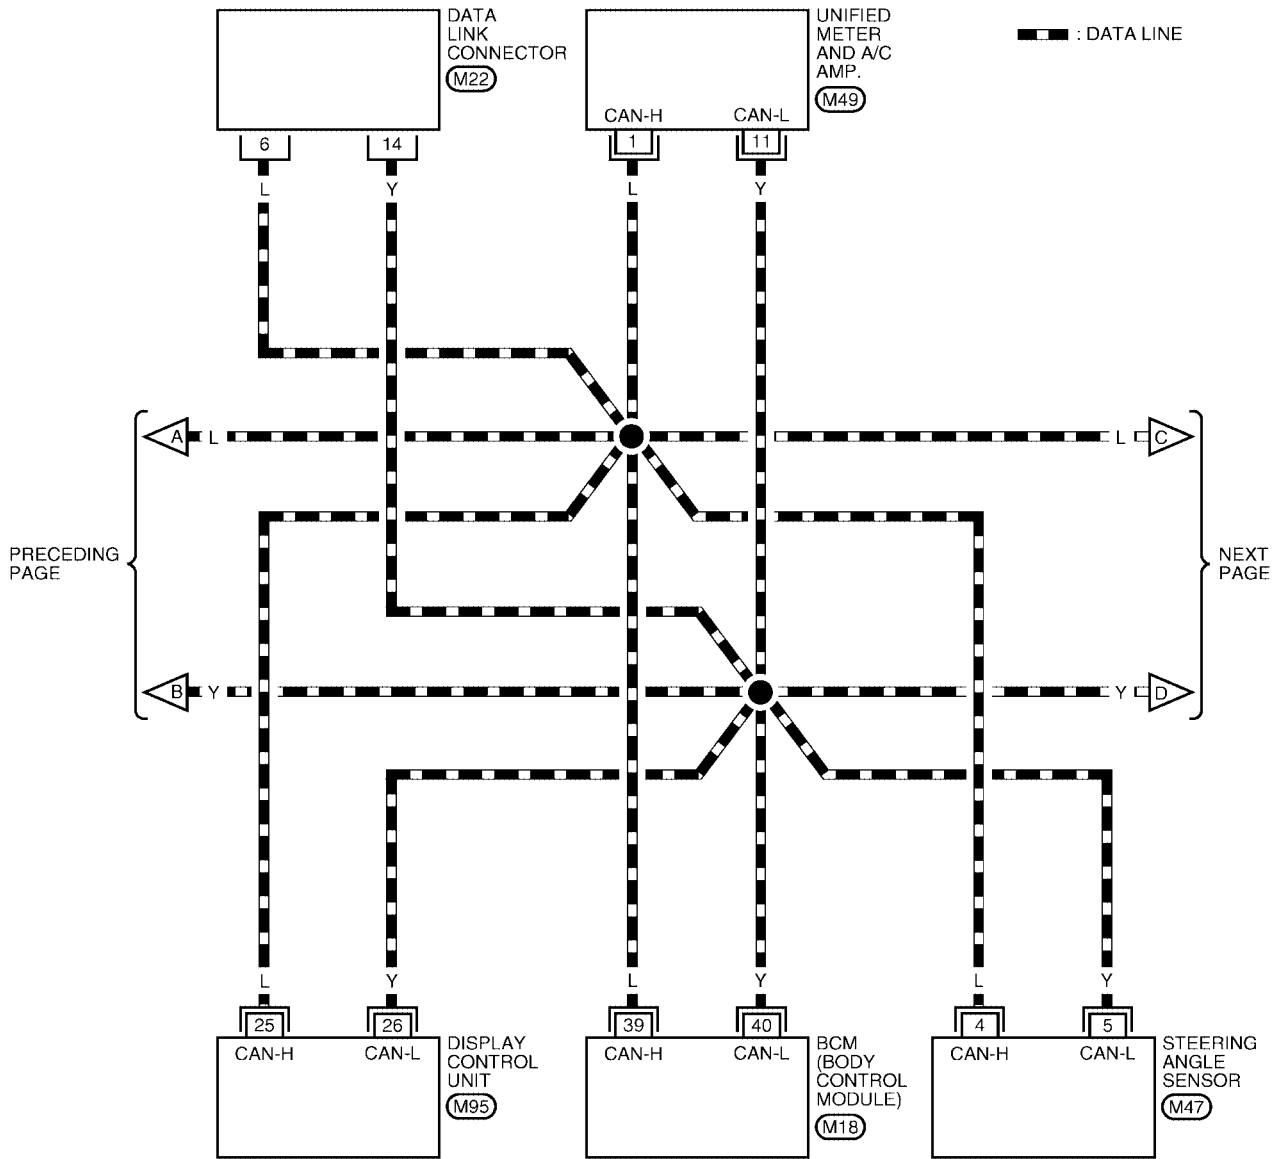 DATA
LINK
CONNECTOR
M22
UNIFIED
METER
AND A/C
AMP.
M49
: DATA LINE
CAN-H
CAN-L
6
14
1
11
L
Y
L
Y
A
L
L
C
PRECEDING
PAGE
NEXT
PAGE
B
Y
Y
D
L
Y
L
Y
L
Y
25
26
39
40
4
5
CAN-H
CAN-L
DISPLAY
CONTROL
UNIT
M95
CAN-H
CAN-L
BCM
(BODY
CONTROL
MODULE)
M18
CAN-H
CAN-L
STEERING
ANGLE
SENSOR
M47